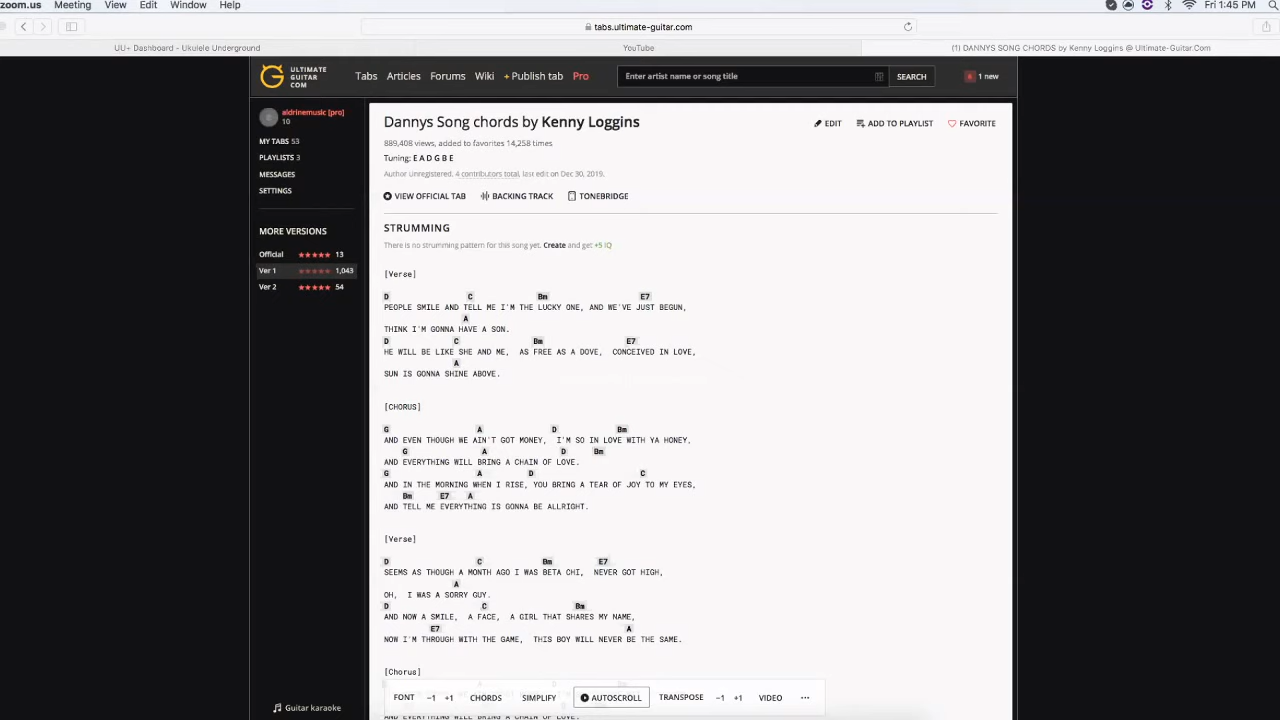 zoom.us Meeting View Edit Window Help
Fri 1:45 PM
tabs.ultimate-guitar.com
UU+ Dashboard - Ukulele Underground
YouTube
(1) DANNYS SONG CHORDS by Kenny Loggins @ Ultimate-Guitar.Com
ULTIMATE
GUITAR
COM
Tabs Articles Forums Wiki + Publish tab Pro
Enter artist name or song title
SEARCH
1 new
aldrinemusic [pro]
10
MY TABS 53
PLAYLISTS 3
MESSAGES
SETTINGS
MORE VERSIONS
Official 13
Ver 1 1,043
Ver 2 54
Guitar karaoke
Dannys Song chords by Kenny Loggins
EDIT ADD TO PLAYLIST FAVORITE
889,408 views, added to favorites 14,258 times
Tuning: E A D G B E
Author Unregistered. 4 contributors total, last edit on Dec 30, 2019.
VIEW OFFICIAL TAB BACKING TRACK TONEBRIDGE
STRUMMING
There is no strumming pattern for this song yet. Create and get +5 IQ
[Verse]
D C Bm E7
PEOPLE SMILE AND TELL ME I'M THE LUCKY ONE, AND WE'VE JUST BEGUN,
A
THINK I'M GONNA HAVE A SON.
D C Bm E7
HE WILL BE LIKE SHE AND ME, AS FREE AS A DOVE, CONCEIVED IN LOVE,
A
SUN IS GONNA SHINE ABOVE.
[CHORUS]
G A D Bm
AND EVEN THOUGH WE AIN'T GOT MONEY, I'M SO IN LOVE WITH YA HONEY,
G A D Bm
AND EVERYTHING WILL BRING A CHAIN OF LOVE.
G A D C
AND IN THE MORNING WHEN I RISE, YOU BRING A TEAR OF JOY TO MY EYES,
Bm E7 A
AND TELL ME EVERYTHING IS GONNA BE ALLRIGHT.
[Verse]
D C Bm E7
SEEMS AS THOUGH A MONTH AGO I WAS BETA CHI, NEVER GOT HIGH,
A
OH, I WAS A SORRY GUY.
D C Bm
AND NOW A SMILE, A FACE, A GIRL THAT SHARES MY NAME,
E7 A
NOW I'M THROUGH WITH THE GAME, THIS BOY WILL NEVER BE THE SAME.
[Chorus]
FONT −1 +1 CHORDS SIMPLIFY AUTOSCROLL TRANSPOSE −1 +1 VIDEO ...